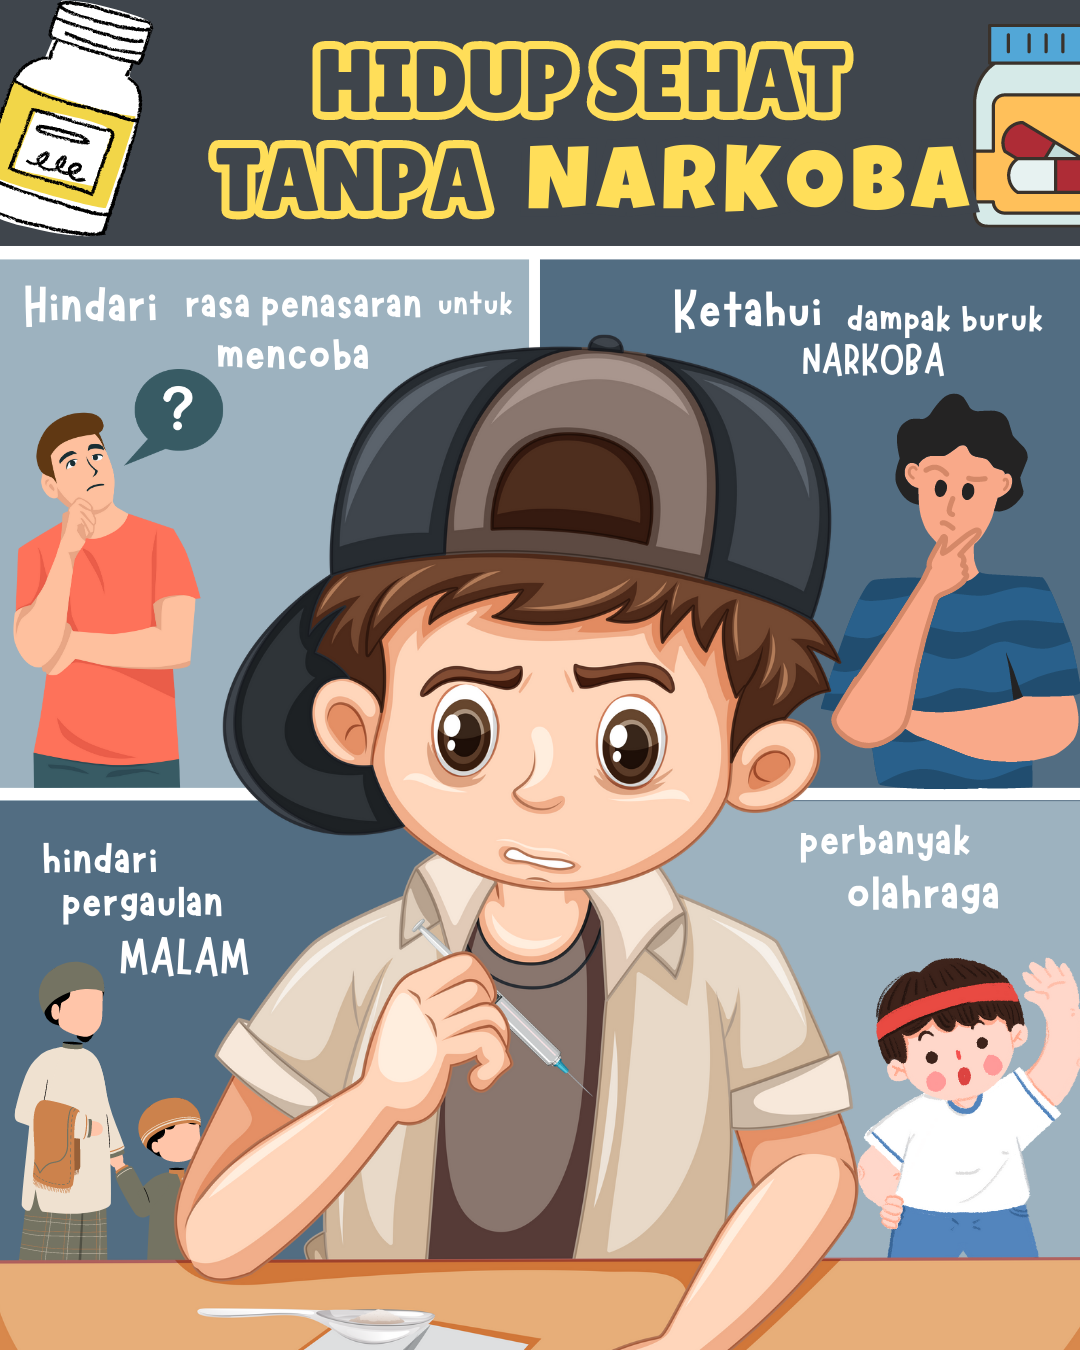 HIDUP SEHAT
TANPA NARKOBA
Hindari rasa penasaran untuk
mencoba
?
Ketahui dampak buruk
NARKOBA
hindari
pergaulan
MALAM
perbanyak
olahraga